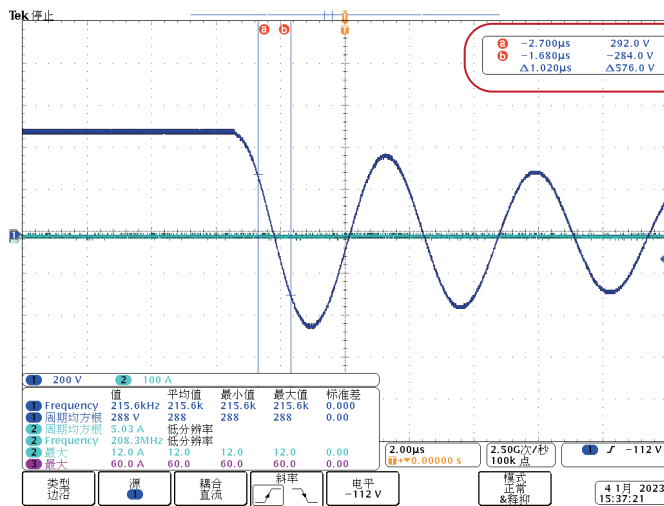 Tek 停止
a b T
a −2.700µs 292.0 V
b −1.680µs −284.0 V
Δ1.020µs Δ576.0 V
1
1 200 V 2 100 A
值 平均值 最小值 最大值 标准差
1 Frequency 215.6kHz 215.6k 215.6k 215.6k 0.000
1 周期均方根 288 V 288 288 288 0.00
2 周期均方根 5.03 A 低分辨率
2 Frequency 208.3MHz 低分辨率
2 最大 12.0 A 12.0 12.0 12.0 0.00
3 最大 60.0 A 60.0 60.0 60.0 0.00
2.00µs
T→▼0.00000 s
2.50G次/秒
100k 点
1 −112 V
类型
边沿
源
1
耦合
直流
斜率
电平
−112 V
模式
正常
&释抑
4 1月 2023
15:37:21